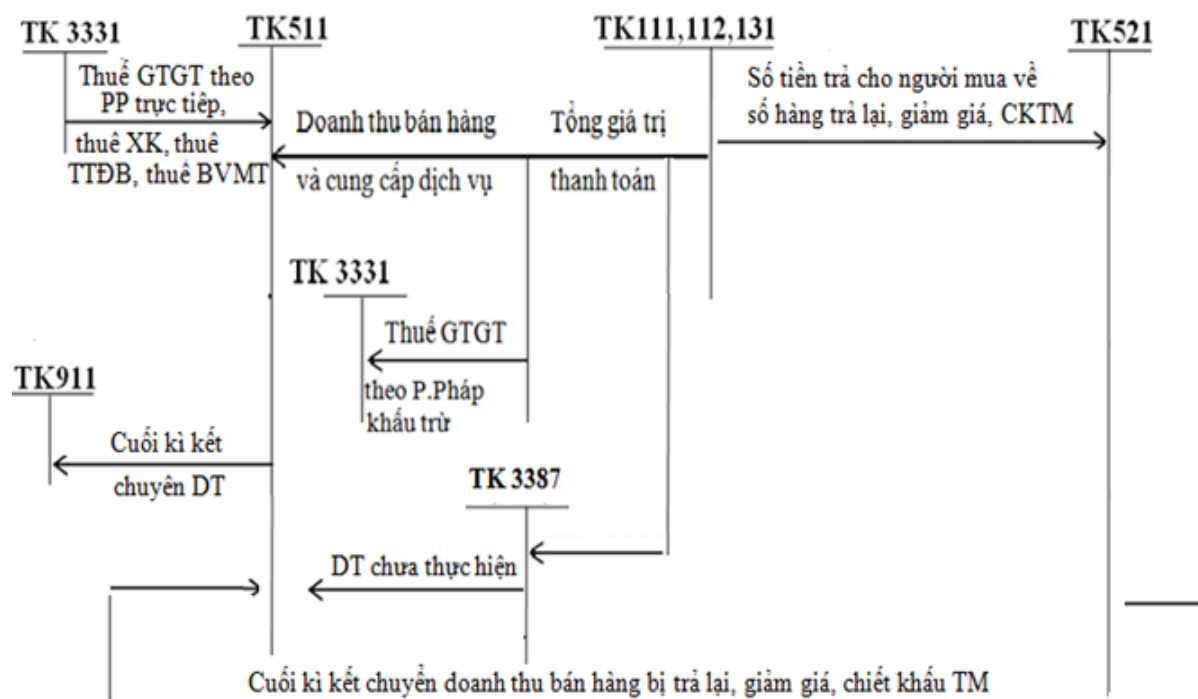 TK 3331
TK511
TK111,112,131
TK521
Thuế GTGT theo
PP trực tiếp,
thuê XK, thuê
TTĐB, thuế BVMT
Doanh thu bán hàng
và cung cấp dịch vụ
Tổng giá trị
thanh toán
Số tiền trả cho người mua về
số hàng trả lại, giảm giá, CKTM
TK 3331
Thuế GTGT
theo P.Pháp
khấu trừ
TK911
Cuối kì kết
chuyên DT
TK 3387
DT chưa thực hiện
Cuối kì kết chuyển doanh thu bán hàng bị trả lại, giảm giá, chiết khấu TM